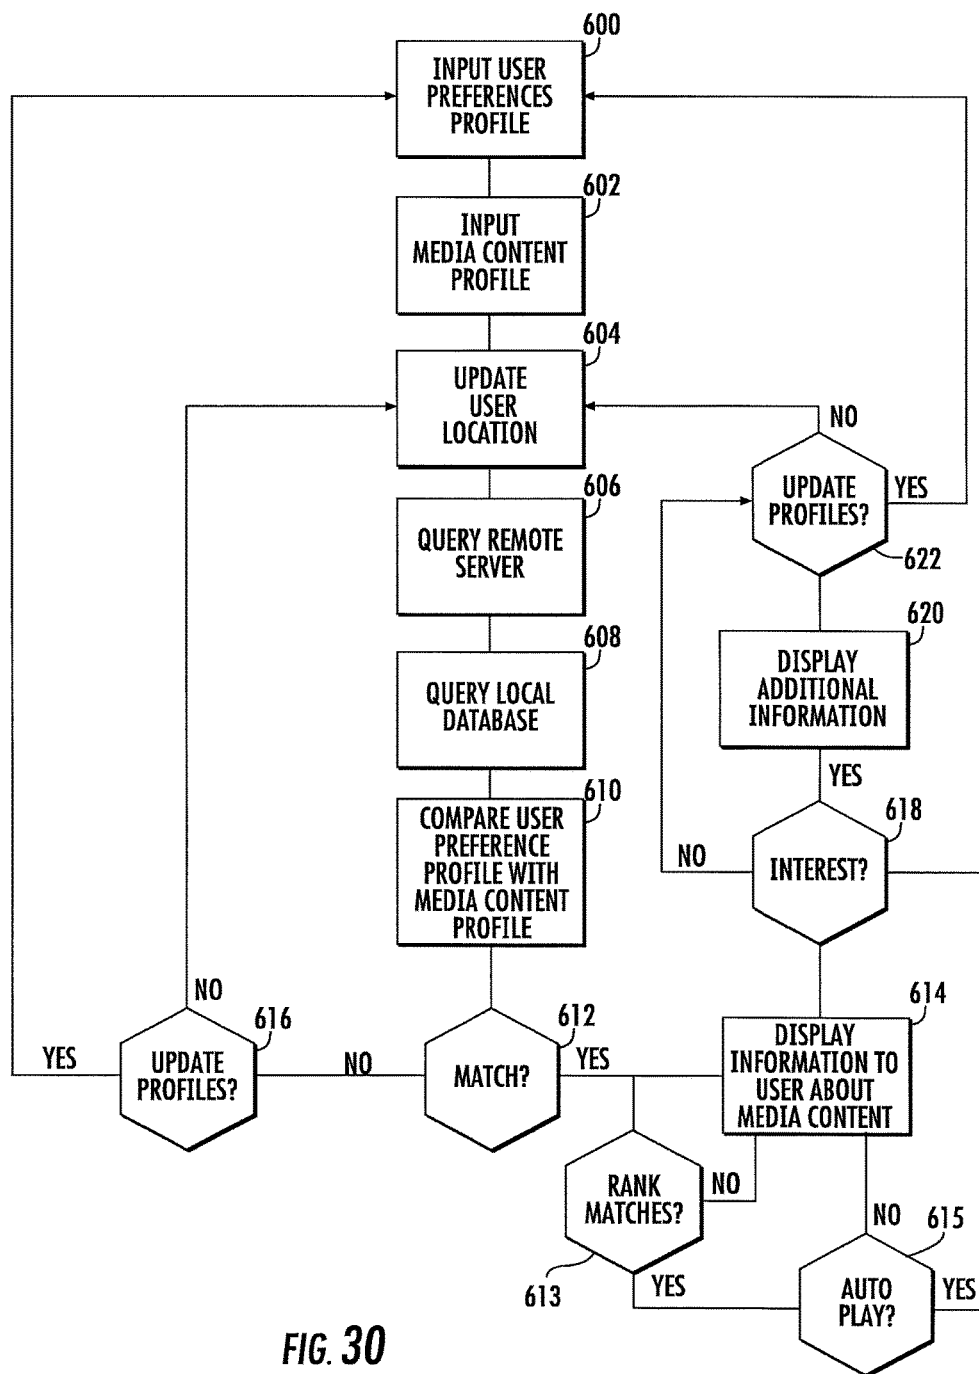 600
INPUT USER
PREFERENCES
PROFILE
602
INPUT
MEDIA CONTENT
PROFILE
604
UPDATE
USER
LOCATION
606
QUERY REMOTE
SERVER
608
QUERY LOCAL
DATABASE
610
COMPARE USER
PREFERENCE
PROFILE WITH
MEDIA CONTENT
PROFILE
612
MATCH?
YES
NO
616
UPDATE
PROFILES?
NO
YES
613
RANK
MATCHES?
NO
YES
614
DISPLAY
INFORMATION TO
USER ABOUT
MEDIA CONTENT
NO
615
AUTO
PLAY?
YES
618
INTEREST?
NO
YES
620
DISPLAY
ADDITIONAL
INFORMATION
622
UPDATE
PROFILES?
NO
YES
FIG. 30